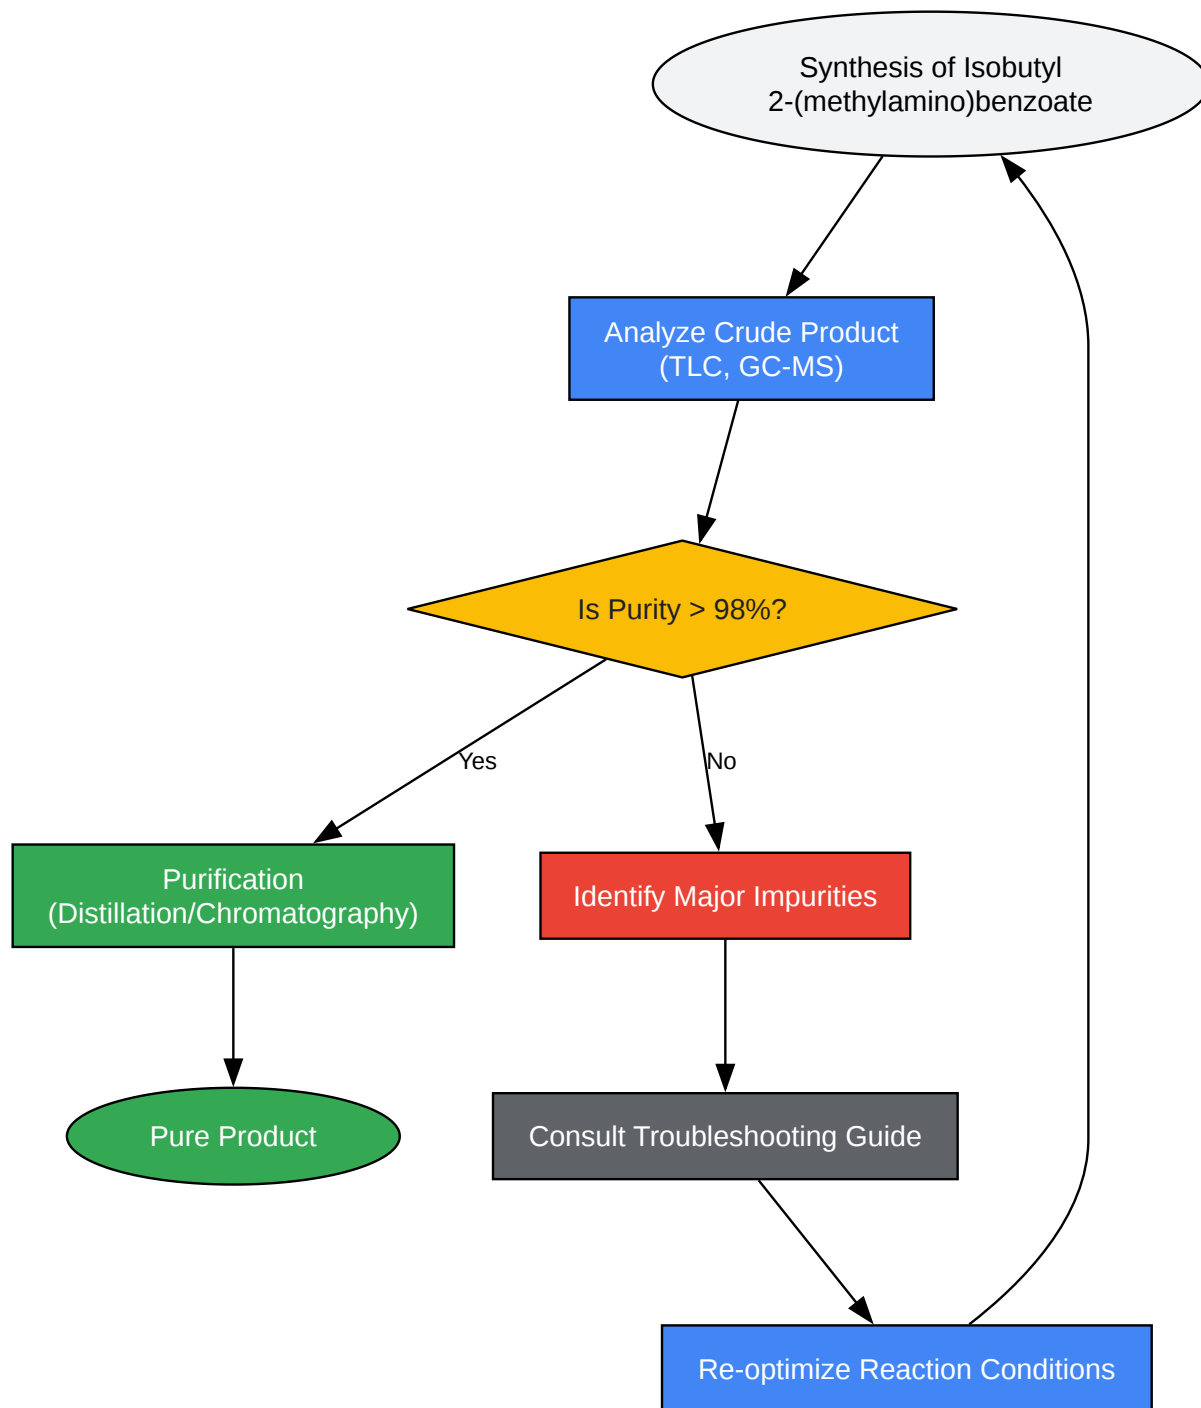 Synthesis of Isobutyl
2-(methylamino)benzoate
Analyze Crude Product
(TLC, GC-MS)
Is Purity > 98%?
Yes
No
Purification
(Distillation/Chromatography)
Identify Major Impurities
Pure Product
Consult Troubleshooting Guide
Re-optimize Reaction Conditions